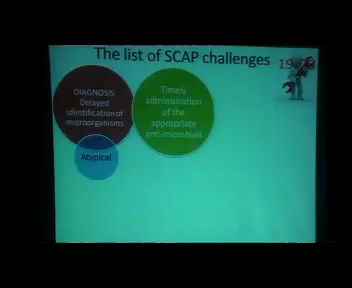 The list of SCAP challenges
DIAGNOSIS
Delayed
identification of
microorganisms
Timely
administration
of the
appropriate
anti-microbials
Atypical